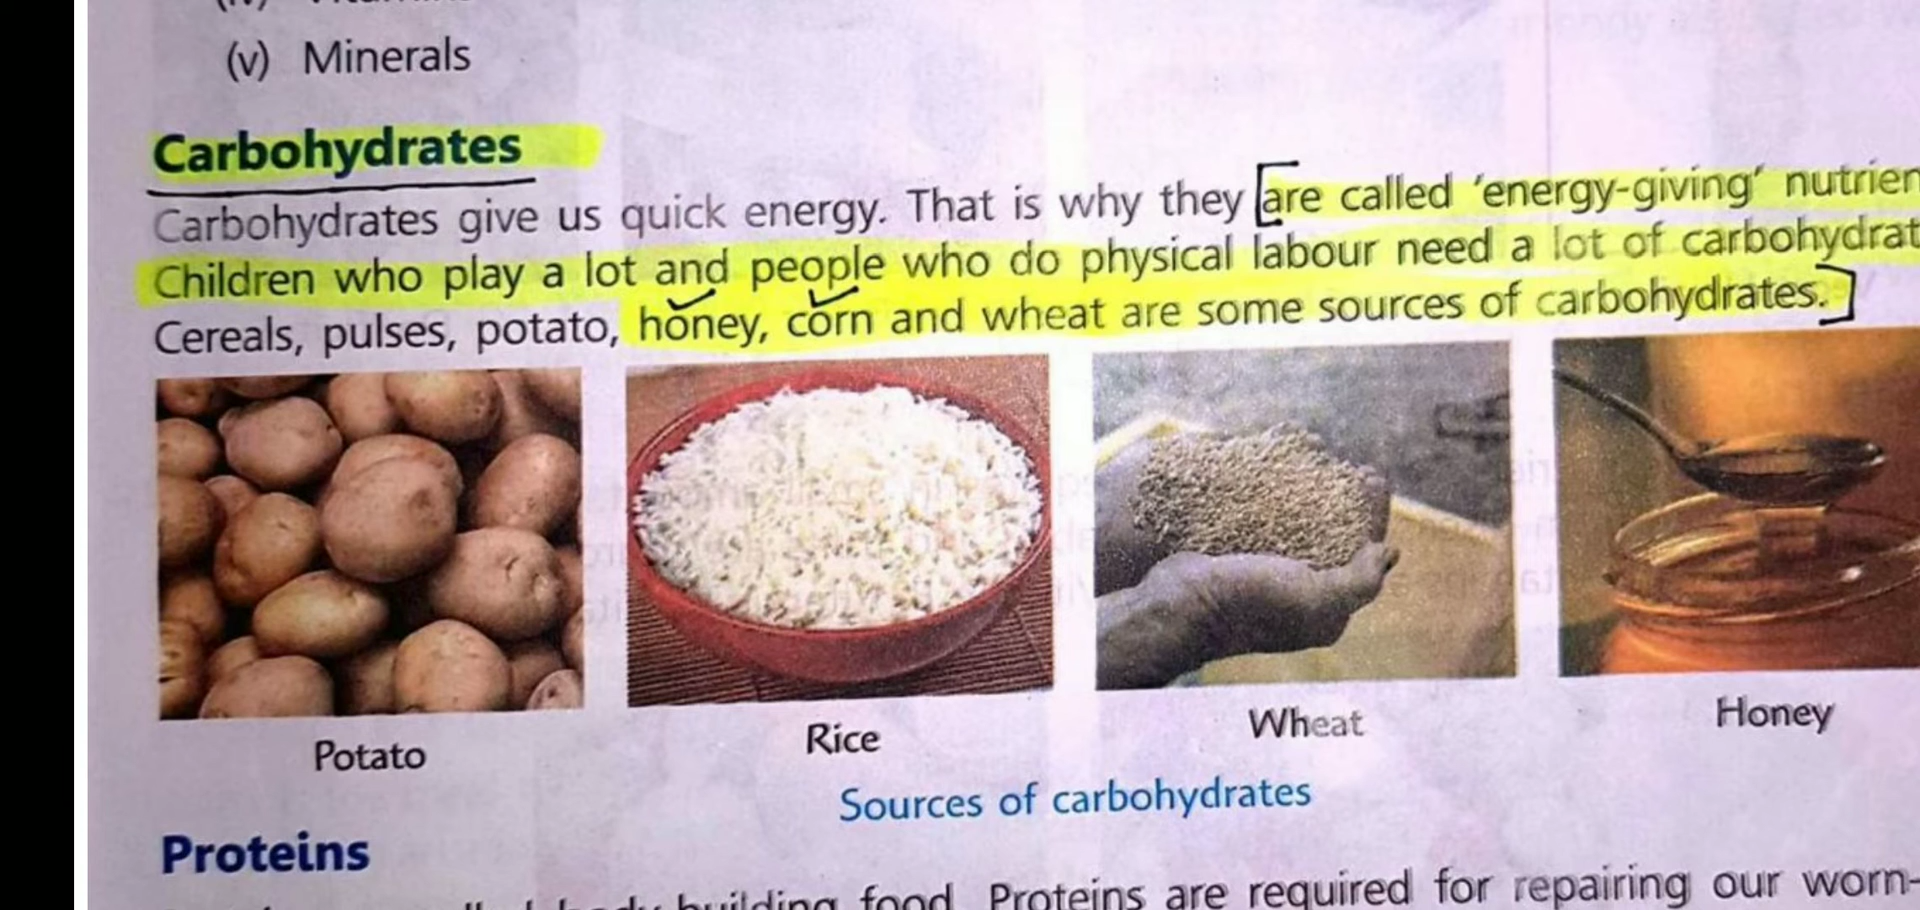 (v) Minerals
Carbohydrates
Carbohydrates give us quick energy. That is why they are called 'energy-giving' nutrien
Children who play a lot and people who do physical labour need a lot of carbohydrat
Cereals, pulses, potato, honey, corn and wheat are some sources of carbohydrates.
Potato
Rice
Wheat
Honey
Sources of carbohydrates
Proteins
building food Proteins are required for repairing our worn-